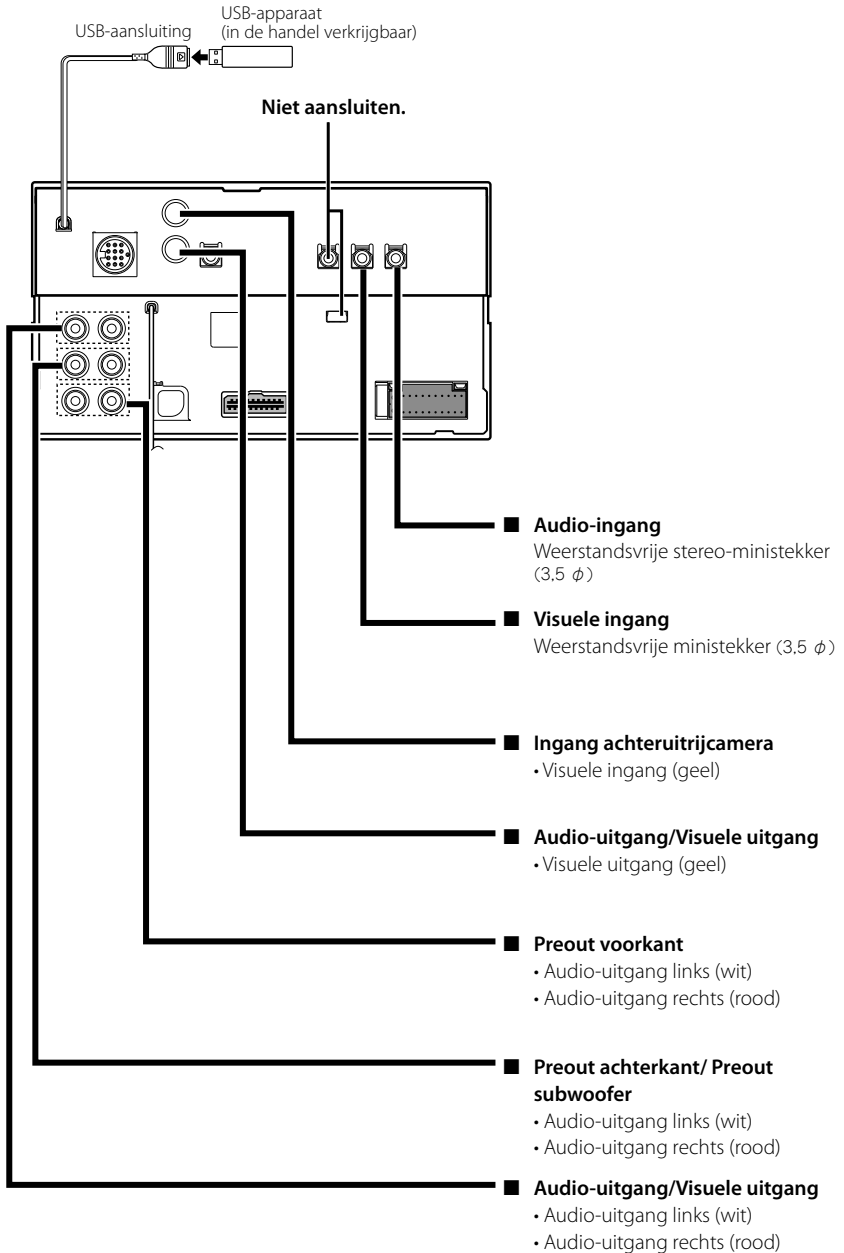 USB-apparaat
(in de handel verkrijgbaar)
USB-aansluiting
Niet aansluiten.
■ Audio-ingang
Weerstandsvrije stereo-ministekker
(3,5 φ)
■ Visuele ingang
Weerstandsvrije ministekker (3,5 φ)
■ Ingang achteruitrijcamera
• Visuele ingang (geel)
■ Audio-uitgang/Visuele uitgang
• Visuele uitgang (geel)
■ Preout voorkant
• Audio-uitgang links (wit)
• Audio-uitgang rechts (rood)
■ Preout achterkant/ Preout
subwoofer
• Audio-uitgang links (wit)
• Audio-uitgang rechts (rood)
■ Audio-uitgang/Visuele uitgang
• Audio-uitgang links (wit)
• Audio-uitgang rechts (rood)